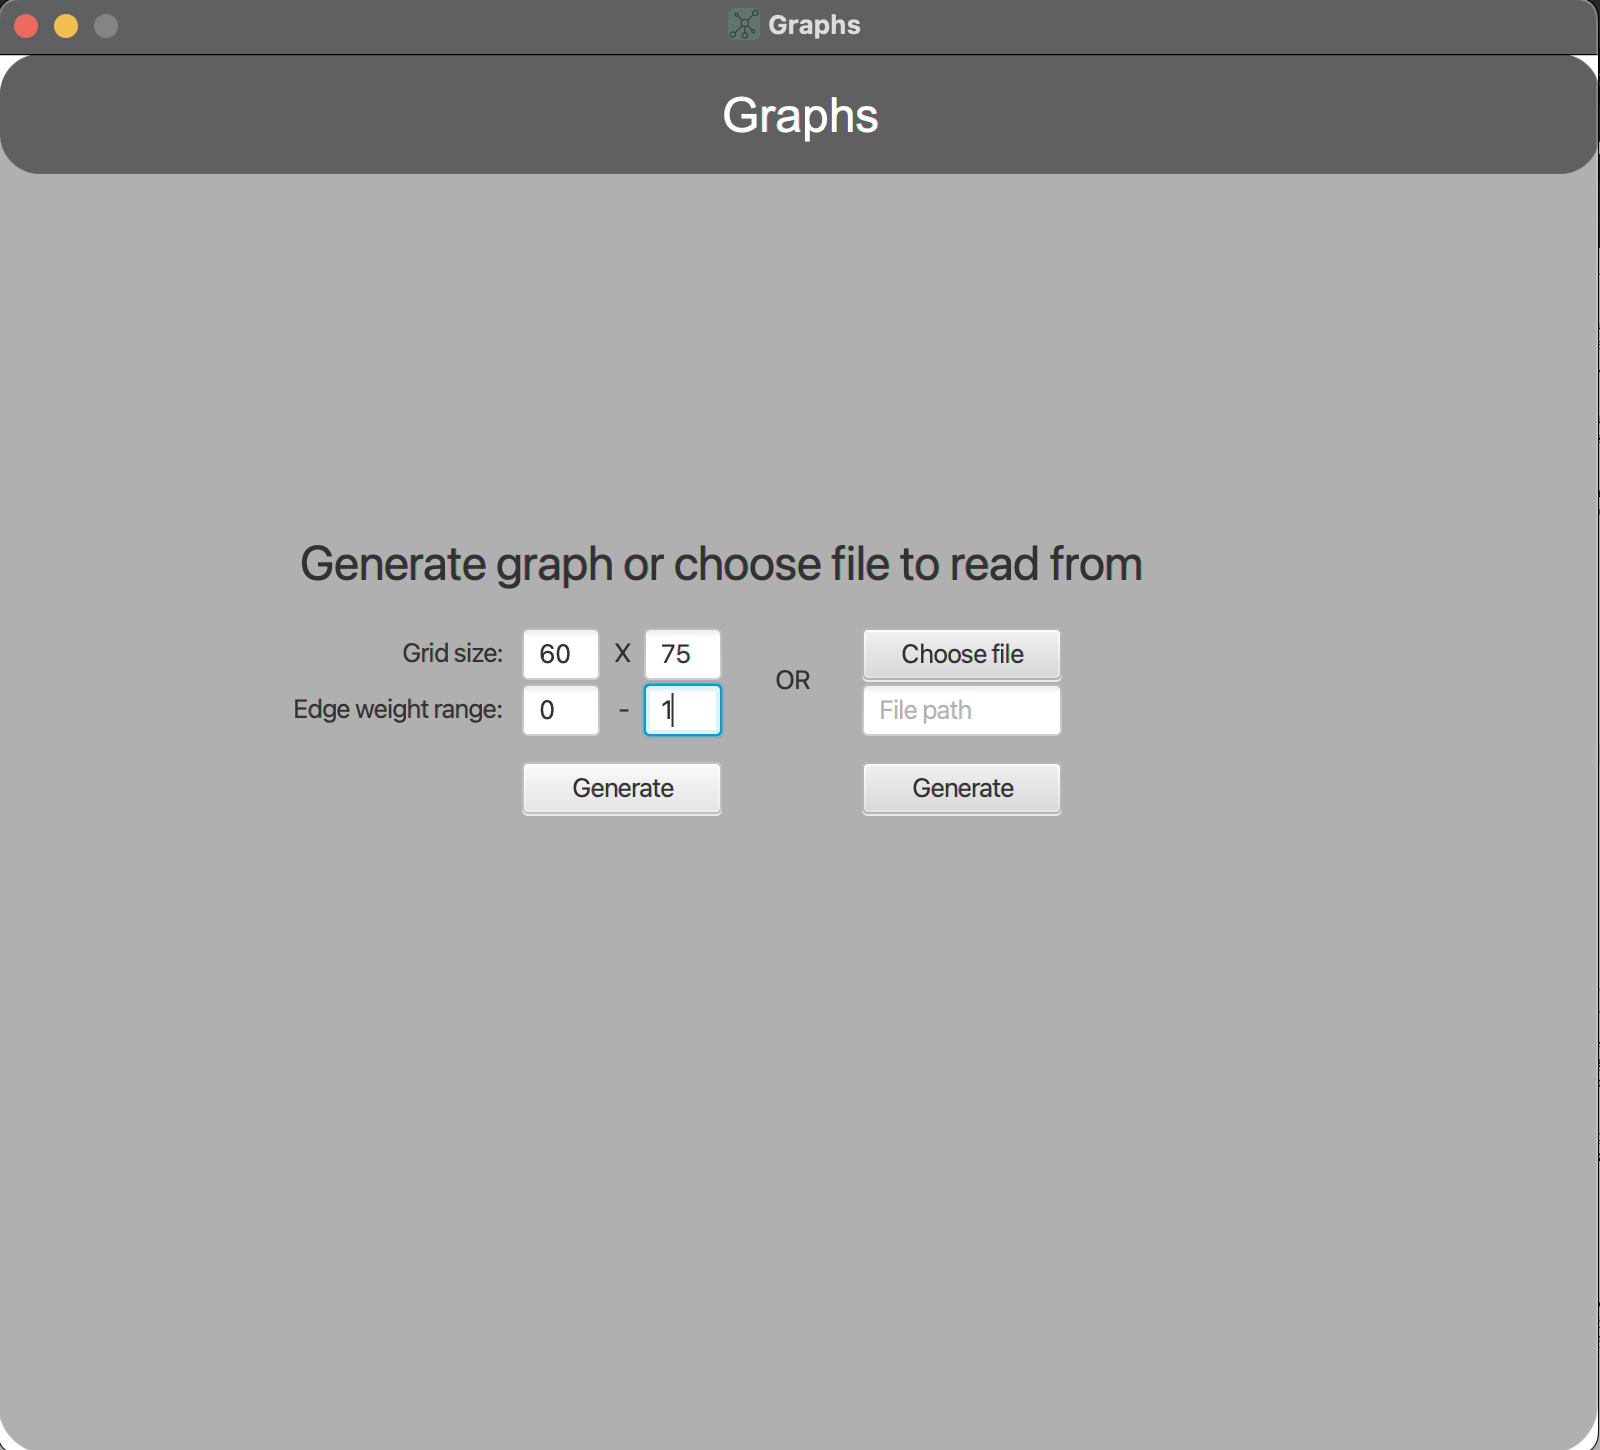 Graphs
Graphs
Generate graph or choose file to read from
Grid size: 60 X 75
Edge weight range: 0 - 1
Generate
OR
Choose file
File path
Generate